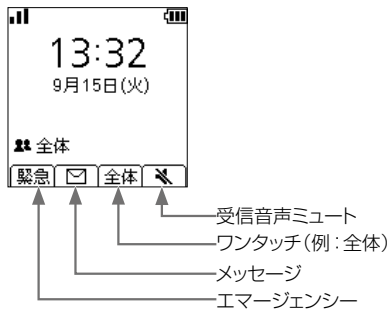 13:32
9月15日(火)
全体
緊急 全体
受信音声ミュート
ワンタッチ(例:全体)
メッセージ
エマージェンシー